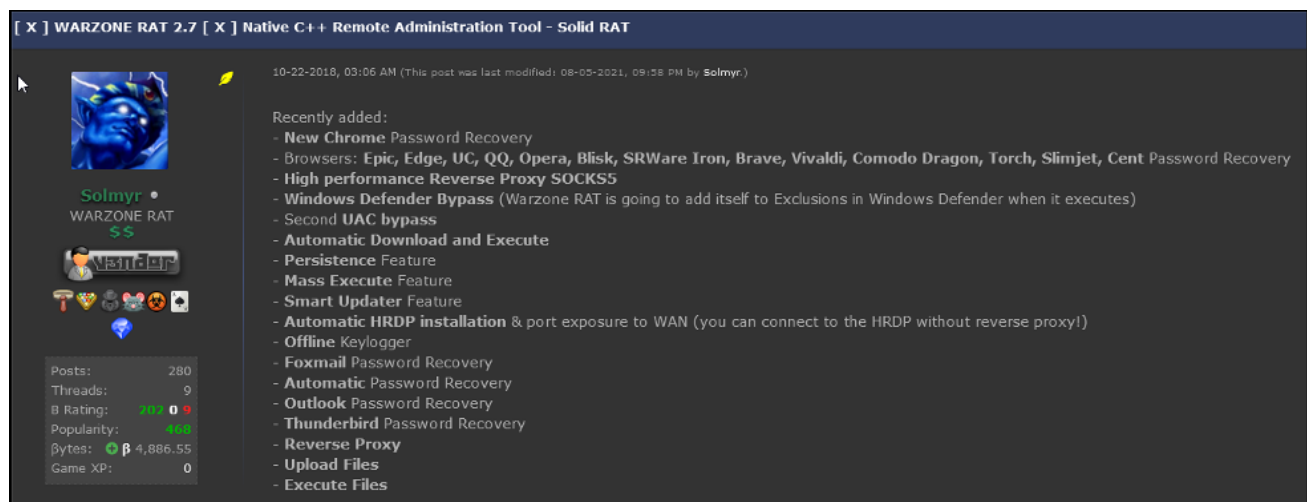 [ X ] WARZONE RAT 2.7 [ X ] Native C++ Remote Administration Tool - Solid RAT
10-22-2018, 03:06 AM (This post was last modified: 08-05-2021, 09:58 PM by Solmyr.)
Solmyr
WARZONE RAT
$$
V3nd3r
Posts: 280
Threads: 9
B Rating: 202 0 9
Popularity: 468
βytes: β 4,886.55
Game XP: 0
Recently added:
- New Chrome Password Recovery
- Browsers: Epic, Edge, UC, QQ, Opera, Blisk, SRWare Iron, Brave, Vivaldi, Comodo Dragon, Torch, Slimjet, Cent Password Recovery
- High performance Reverse Proxy SOCKS5
- Windows Defender Bypass (Warzone RAT is going to add itself to Exclusions in Windows Defender when it executes)
- Second UAC bypass
- Automatic Download and Execute
- Persistence Feature
- Mass Execute Feature
- Smart Updater Feature
- Automatic HRDP installation & port exposure to WAN (you can connect to the HRDP without reverse proxy!)
- Offline Keylogger
- Foxmail Password Recovery
- Automatic Password Recovery
- Outlook Password Recovery
- Thunderbird Password Recovery
- Reverse Proxy
- Upload Files
- Execute Files